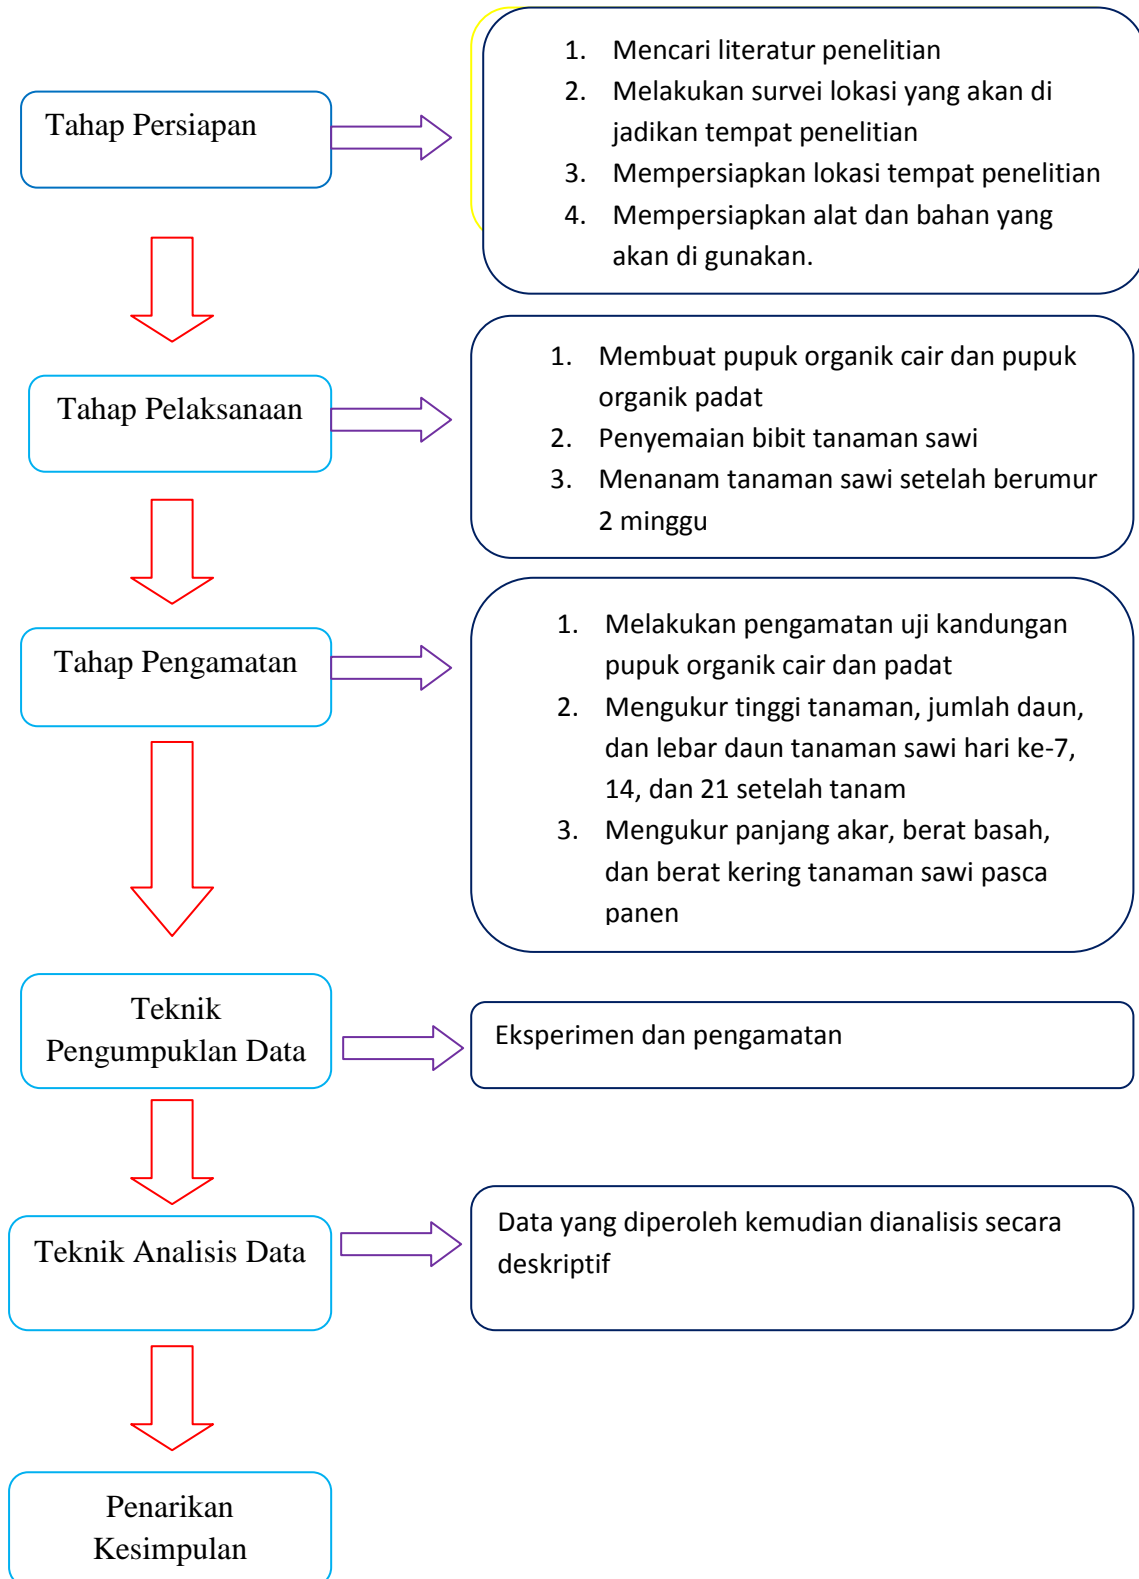 Tahap Persiapan
1. Mencari literatur penelitian
2. Melakukan survei lokasi yang akan di
jadikan tempat penelitian
3. Mempersiapkan lokasi tempat penelitian
4. Mempersiapkan alat dan bahan yang
akan di gunakan.
Tahap Pelaksanaan
1. Membuat pupuk organik cair dan pupuk
organik padat
2. Penyemaian bibit tanaman sawi
3. Menanam tanaman sawi setelah berumur
2 minggu
Tahap Pengamatan
1. Melakukan pengamatan uji kandungan
pupuk organik cair dan padat
2. Mengukur tinggi tanaman, jumlah daun,
dan lebar daun tanaman sawi hari ke-7,
14, dan 21 setelah tanam
3. Mengukur panjang akar, berat basah,
dan berat kering tanaman sawi pasca
panen
Teknik
Pengumpuklan Data
Eksperimen dan pengamatan
Teknik Analisis Data
Data yang diperoleh kemudian dianalisis secara
deskriptif
Penarikan
Kesimpulan